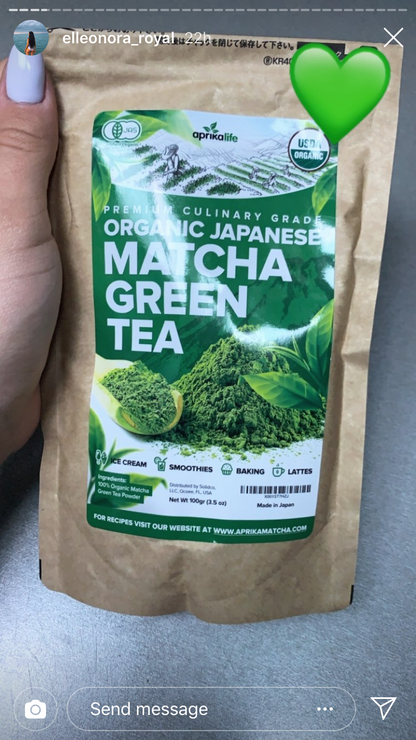 elleonora_royal 22h
を閉じて保存して下さい。
JAS
aprikalife
USDA
ORGANIC
PREMIUM CULINARY GRADE
ORGANIC JAPANESE
MATCHA
GREEN
TEA
ICE CREAM
SMOOTHIES
BAKING
LATTES
Ingredients:
100% Organic Matcha
Green Tea Powder
Distributed by Solidcu,
LLC, Ocoee, FL, USA
Net Wt 100gr (3.5 oz)
Made in Japan
FOR RECIPES VISIT OUR WEBSITE AT WWW.APRIKAMATCHA.COM
Send message